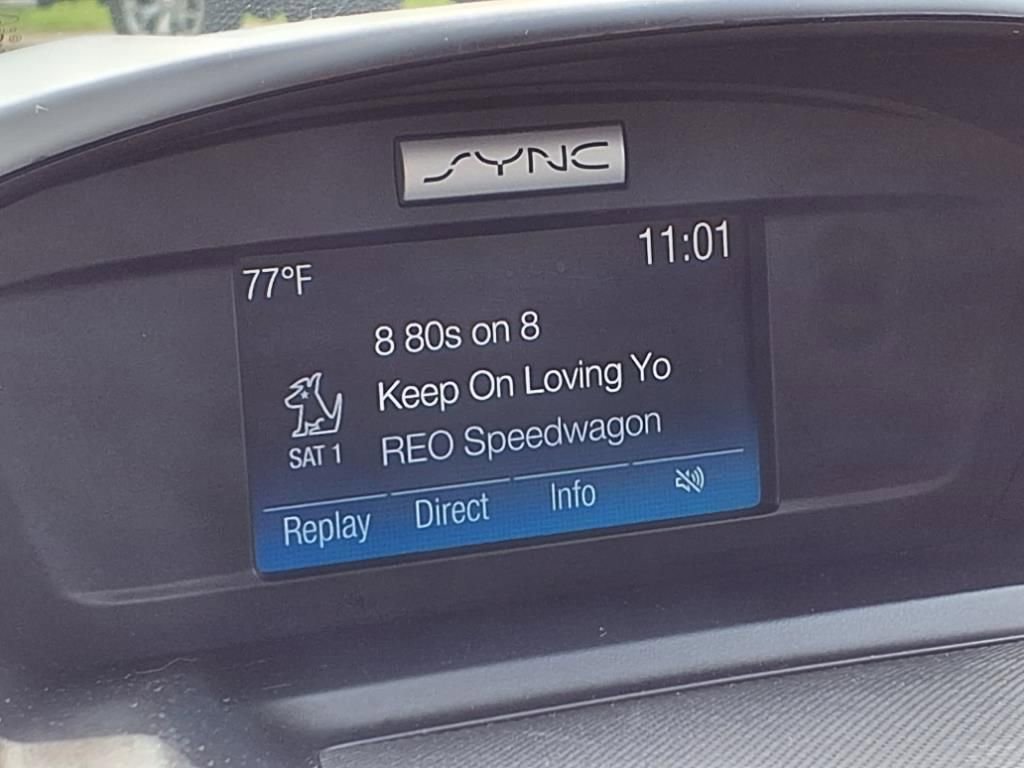 SYNC
77°F
11:01
8 80s on 8
Keep On Loving Yo
SAT 1
REO Speedwagon
Replay
Direct
Info